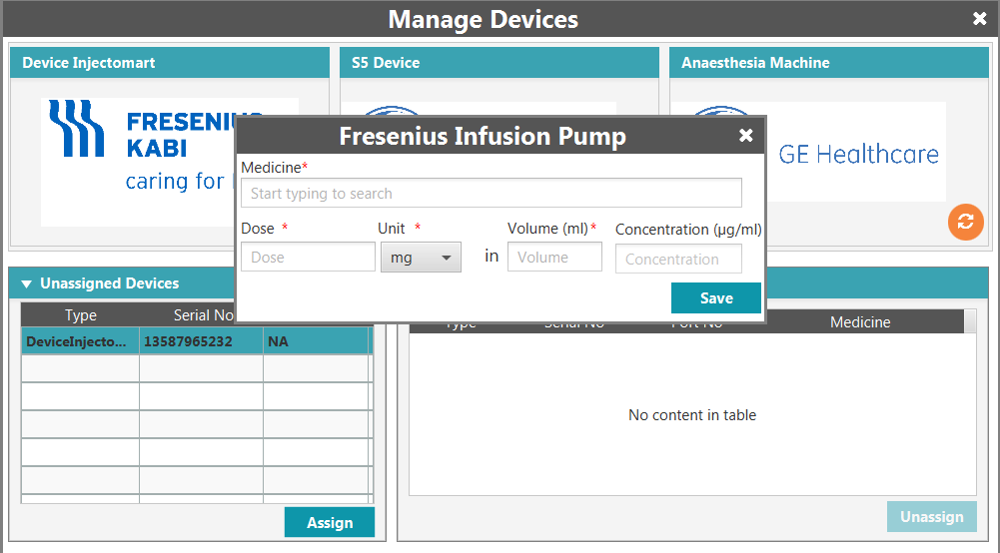 Manage Devices
Device Injectomart
S5 Device
Anaesthesia Machine
FRESENIUS
KABI
caring for
GE Healthcare
Fresenius Infusion Pump
Medicine*
Start typing to search
Dose * Unit * Volume (ml)* Concentration (µg/ml)
Dose mg in Volume Concentration
Save
Unassigned Devices
Type Serial No
DeviceInjecto... 13587965232 NA
Assign
Type Serial No Port No Medicine
No content in table
Unassign